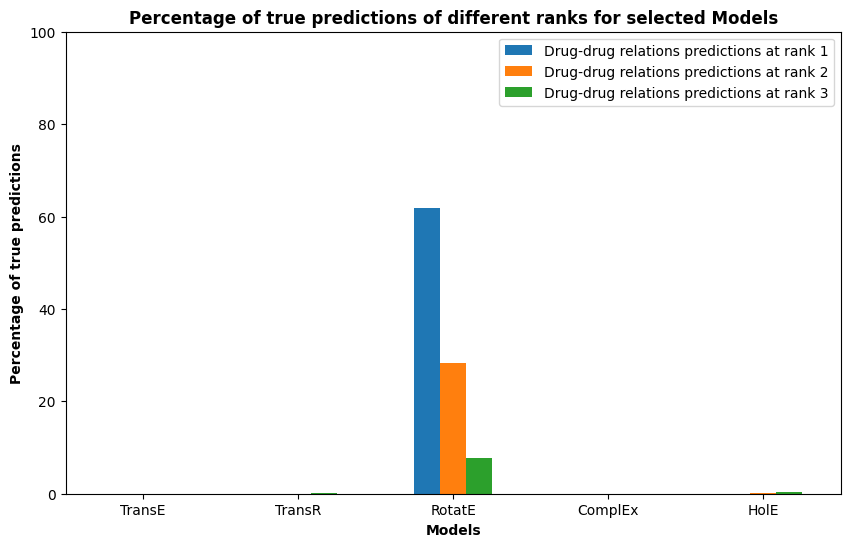 Percentage of true predictions of different ranks for selected Models
Drug-drug relations predictions at rank 1
Drug-drug relations predictions at rank 2
Drug-drug relations predictions at rank 3
Percentage of true predictions
100
80
60
40
20
0
TransE
TransR
RotatE
ComplEx
HolE
Models